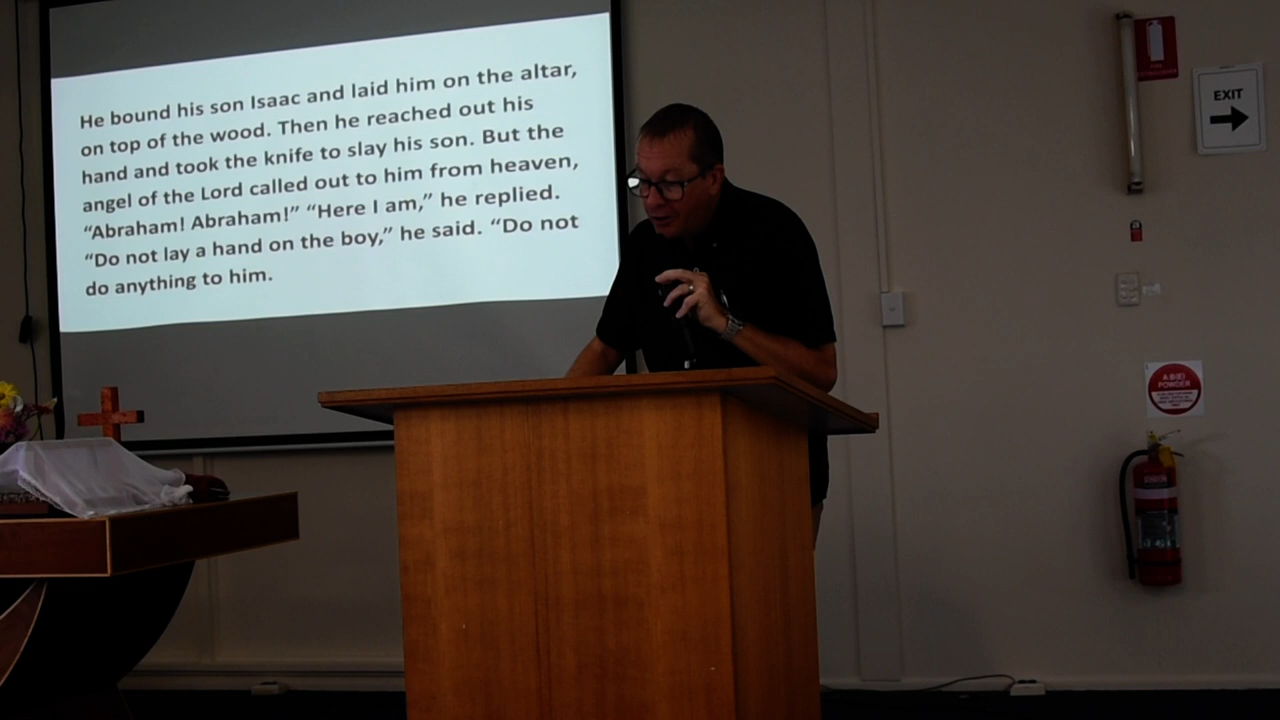 He bound his son Isaac and laid him on the altar,
on top of the wood. Then he reached out his
hand and took the knife to slay his son. But the
angel of the Lord called out to him from heaven,
“Abraham! Abraham!” “Here I am,” he replied.
“Do not lay a hand on the boy,” he said. “Do not
do anything to him.
EXIT
A:B(E)
POWDER